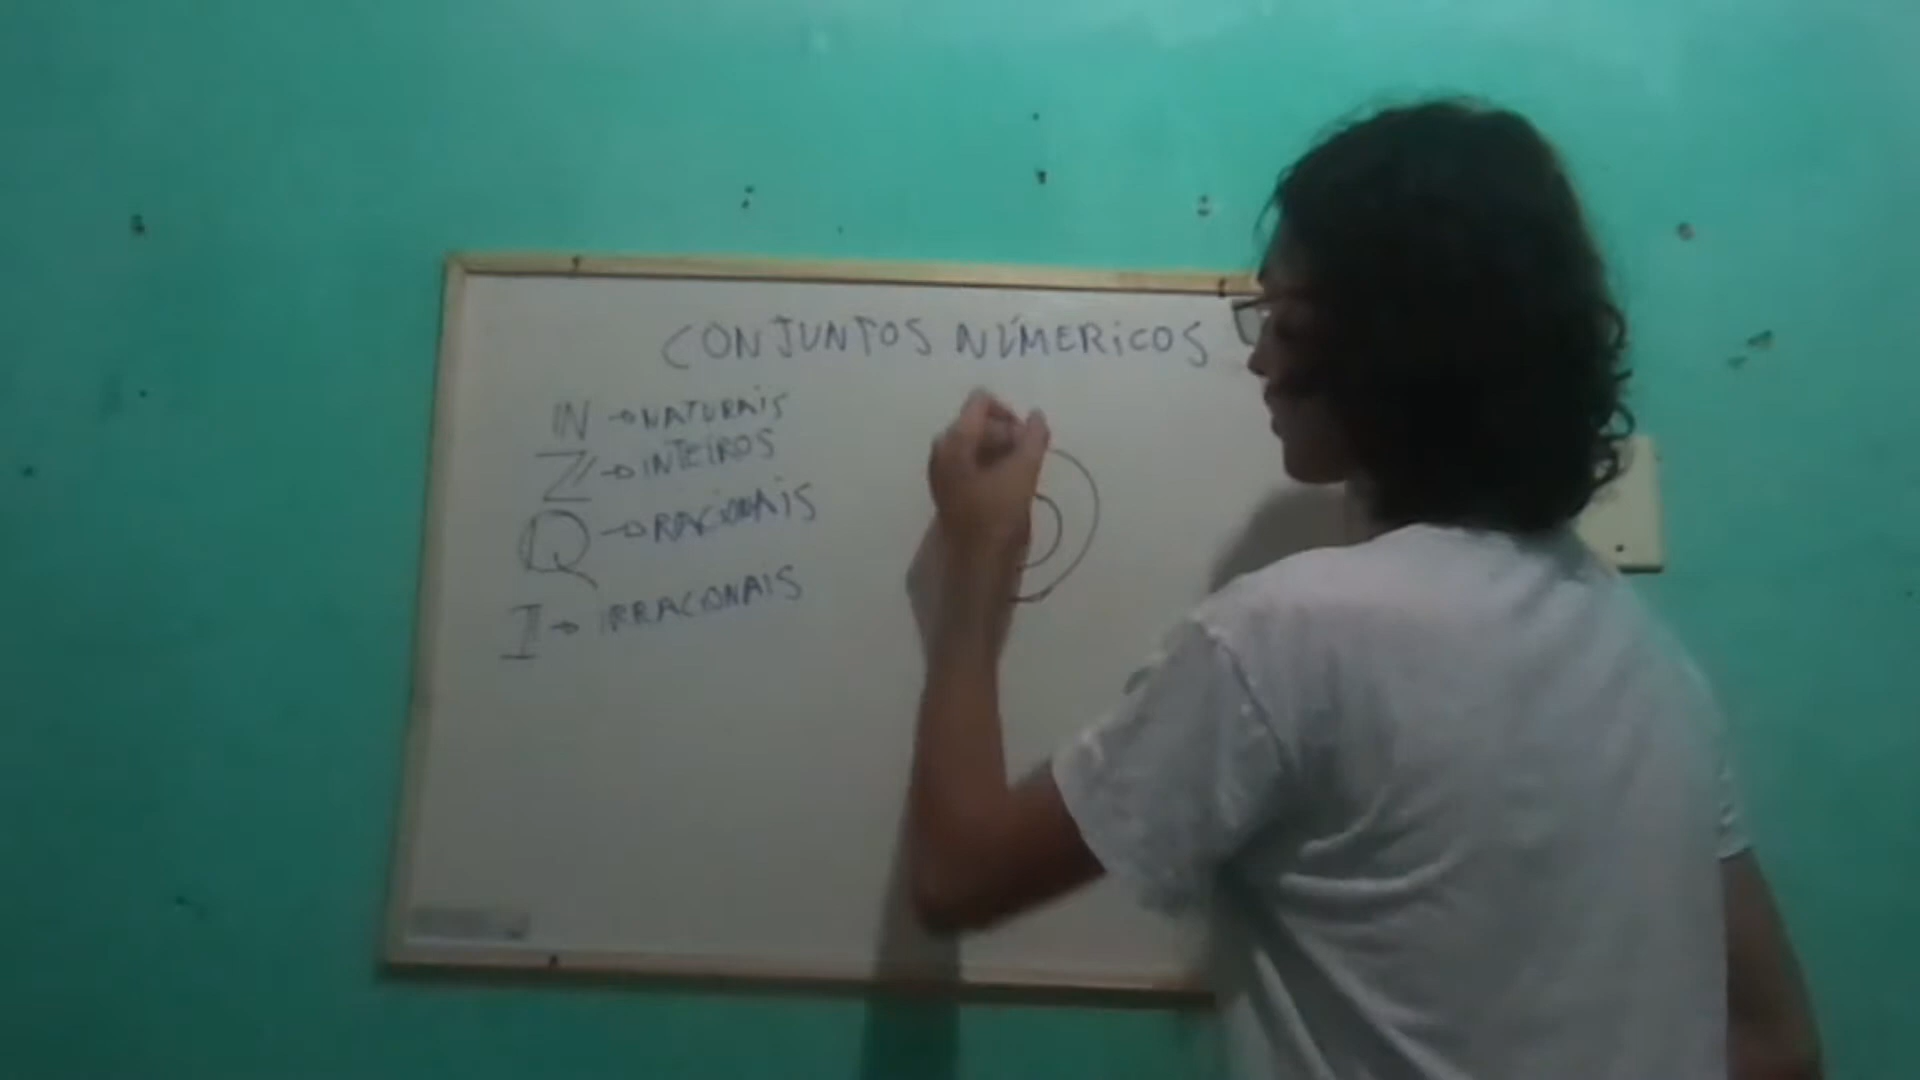 CONJUNTOS NÚMERICOS
IN → NATURAIS
Z → INTEIROS
Q → RACIONAIS
I → IRRACIONAIS